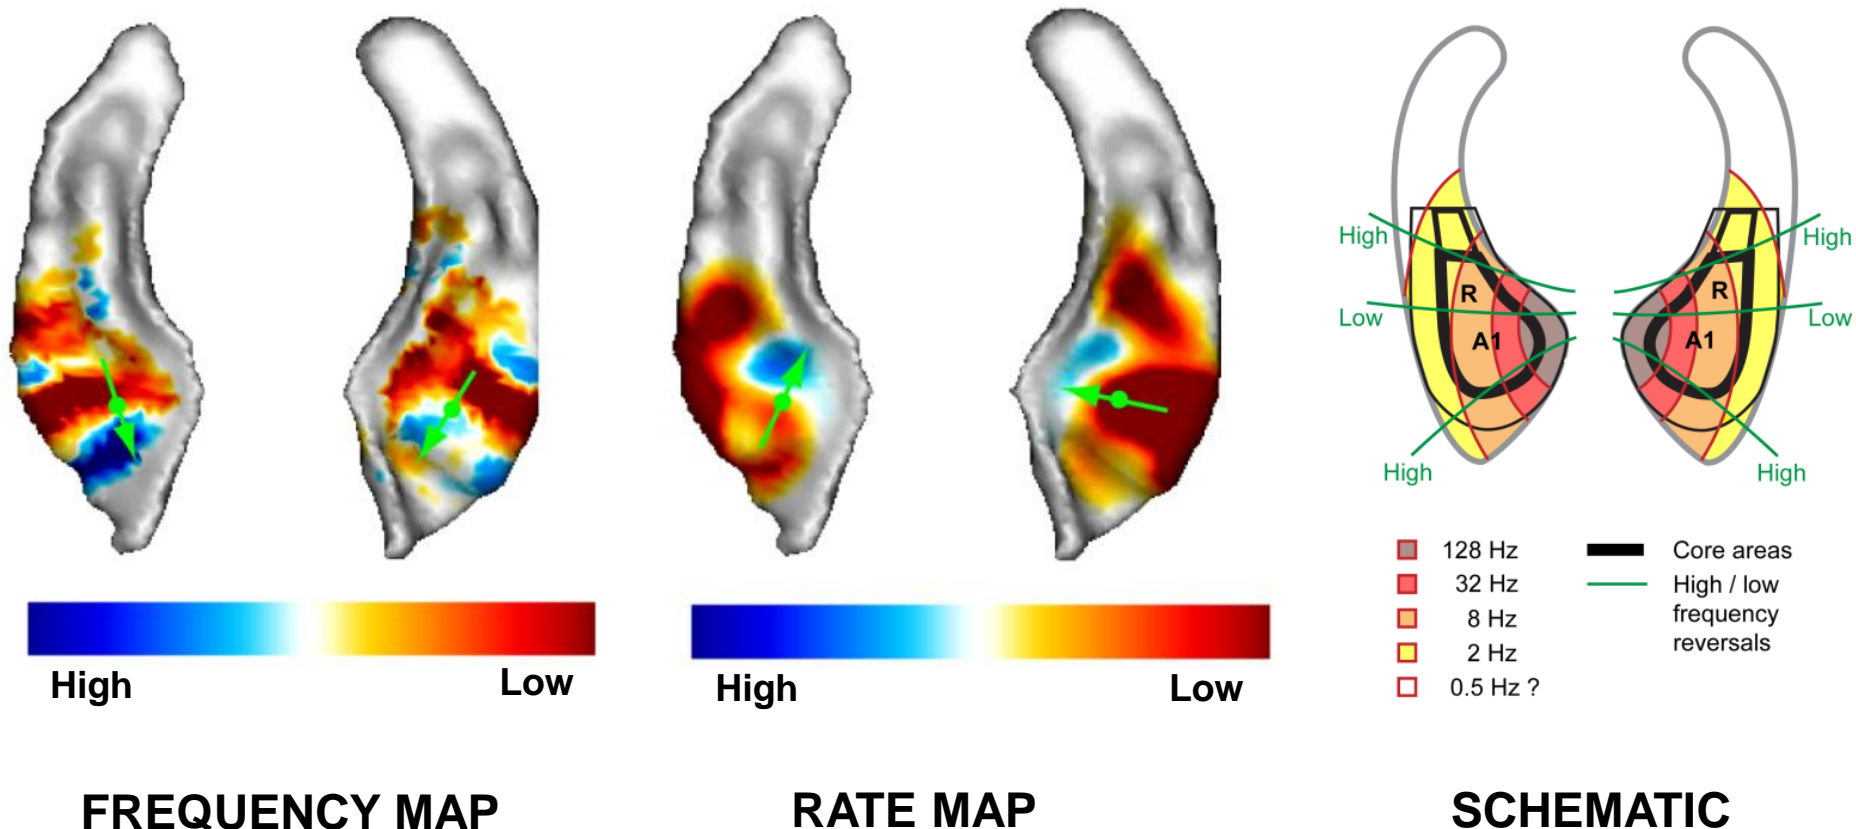 High
Low
FREQUENCY MAP
High
Low
RATE MAP
High
Low
High
R
A1
High
Low
High
R
A1
128 Hz
32 Hz
8 Hz
2 Hz
0.5 Hz ?
Core areas
High / low
frequency
reversals
SCHEMATIC